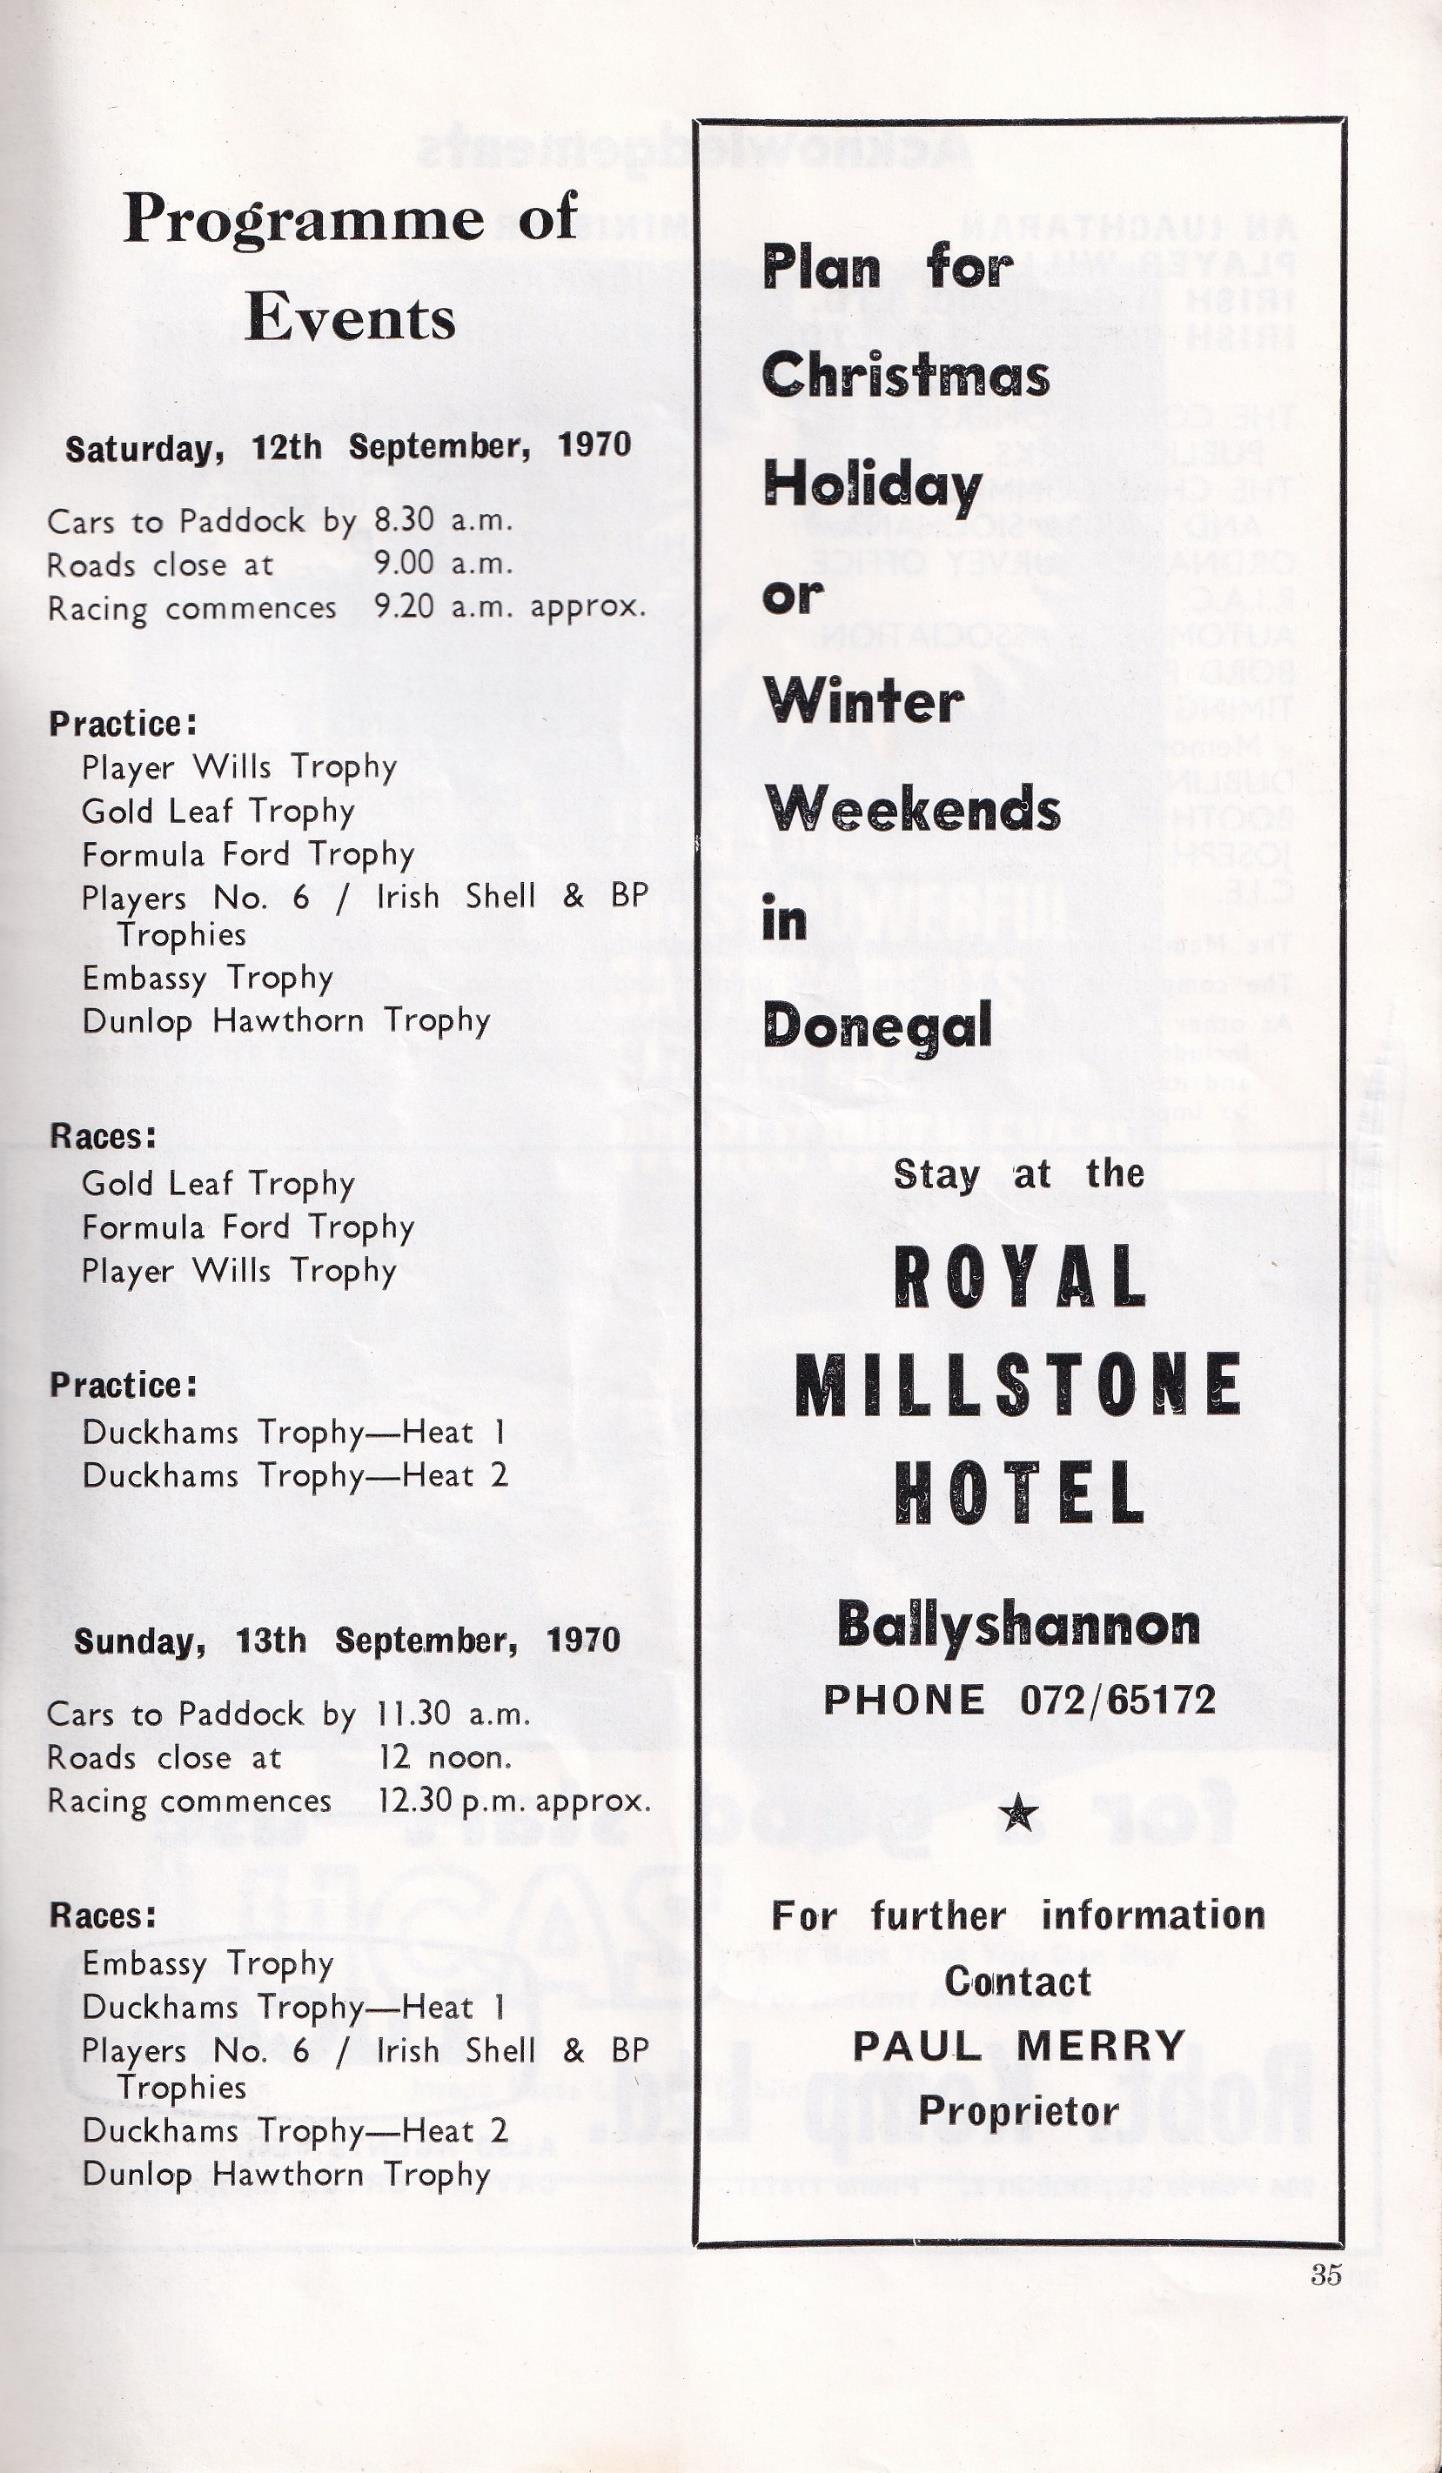 Programme of
Events
Saturday, 12th September, 1970
Cars to Paddock by 8.30 a.m.
Roads close at 9.00 a.m.
Racing commences 9.20 a.m. approx.
Practice:
Player Wills Trophy
Gold Leaf Trophy
Formula Ford Trophy
Players No. 6 / Irish Shell & BP
Trophies
Embassy Trophy
Dunlop Hawthorn Trophy
Races:
Gold Leaf Trophy
Formula Ford Trophy
Player Wills Trophy
Practice:
Duckhams Trophy—Heat 1
Duckhams Trophy—Heat 2
Sunday, 13th September, 1970
Cars to Paddock by 11.30 a.m.
Roads close at 12 noon.
Racing commences 12.30 p.m. approx.
Races:
Embassy Trophy
Duckhams Trophy—Heat 1
Players No. 6 / Irish Shell & BP
Trophies
Duckhams Trophy—Heat 2
Dunlop Hawthorn Trophy
Plan for
Christmas
Holiday
or
Winter
Weekends
in
Donegal
Stay at the
ROYAL
MILLSTONE
HOTEL
Ballyshannon
PHONE 072/65172
★
For further information
Contact
PAUL MERRY
Proprietor
35